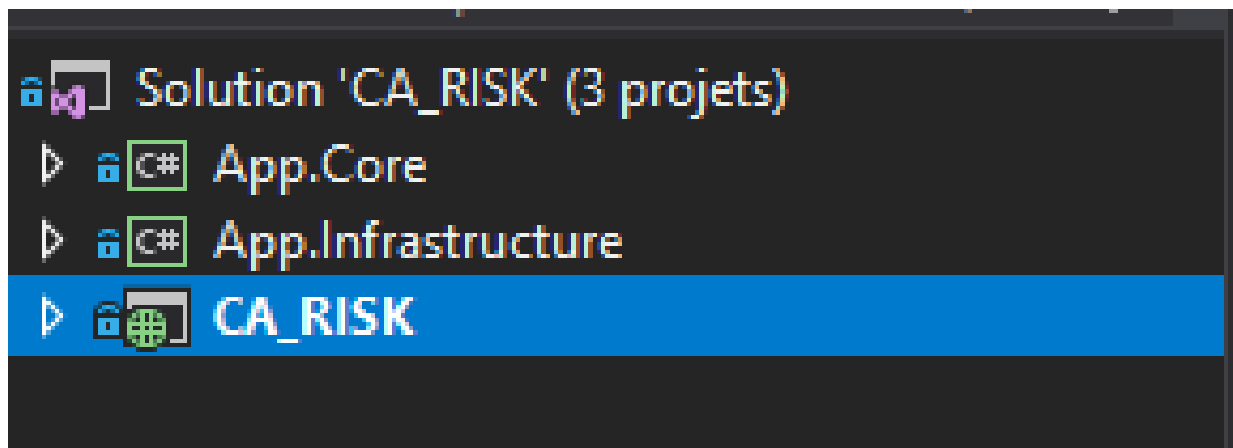 Solution 'CA_RISK' (3 projets)
C# App.Core
C# App.Infrastructure
CA_RISK